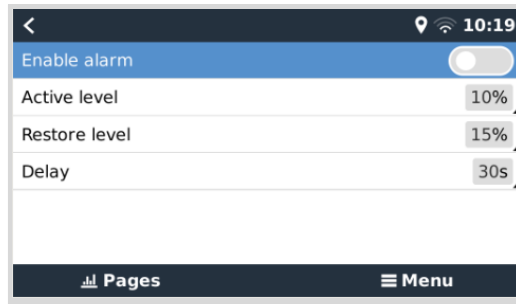 10:19
Enable alarm
Active level 10%
Restore level 15%
Delay 30s
Pages Menu